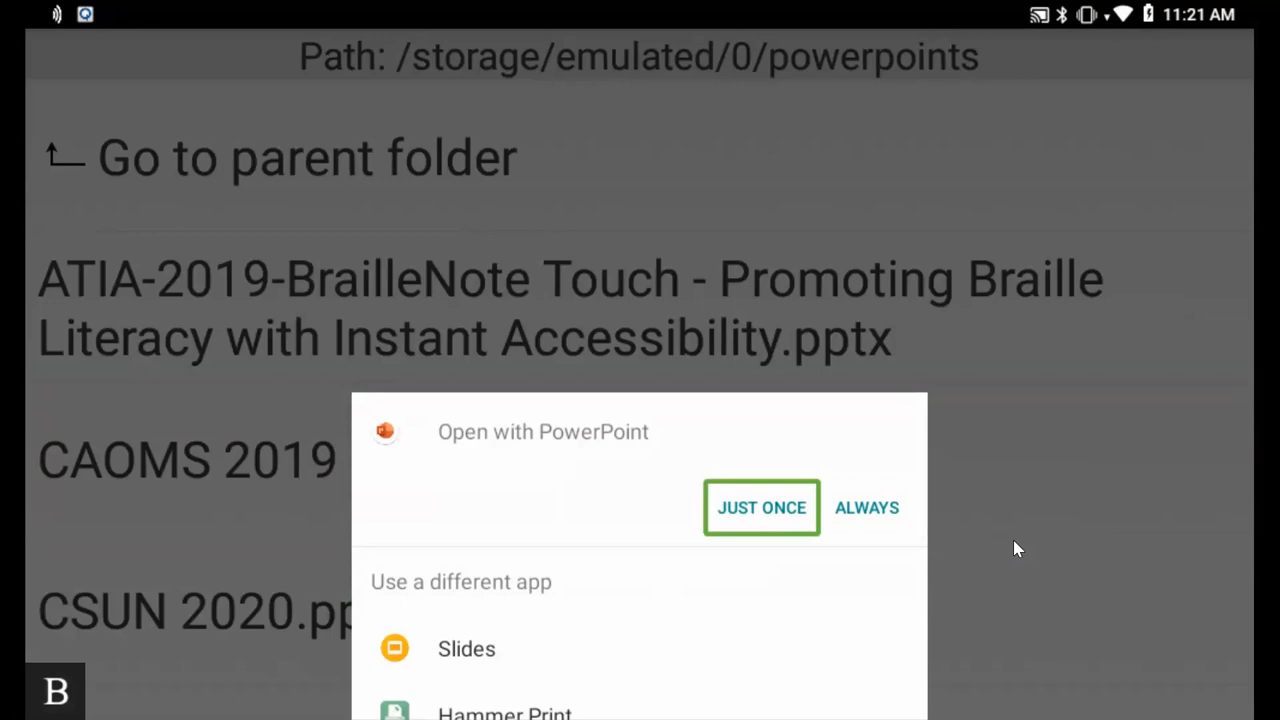 11:21 AM
Path: /storage/emulated/0/powerpoints
Go to parent folder
ATIA-2019-BrailleNote Touch - Promoting Braille
Literacy with Instant Accessibility.pptx
CAOMS 2019
Open with PowerPoint
JUST ONCE ALWAYS
Use a different app
CSUN 2020.pp
Slides
Hammer Print
B